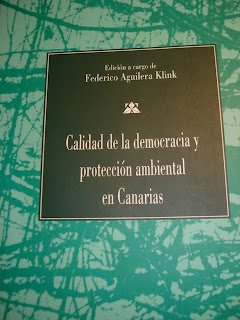 Edición a cargo de
Federico Aguilera Klink
Calidad de la democracia y
protección ambiental
en Canarias